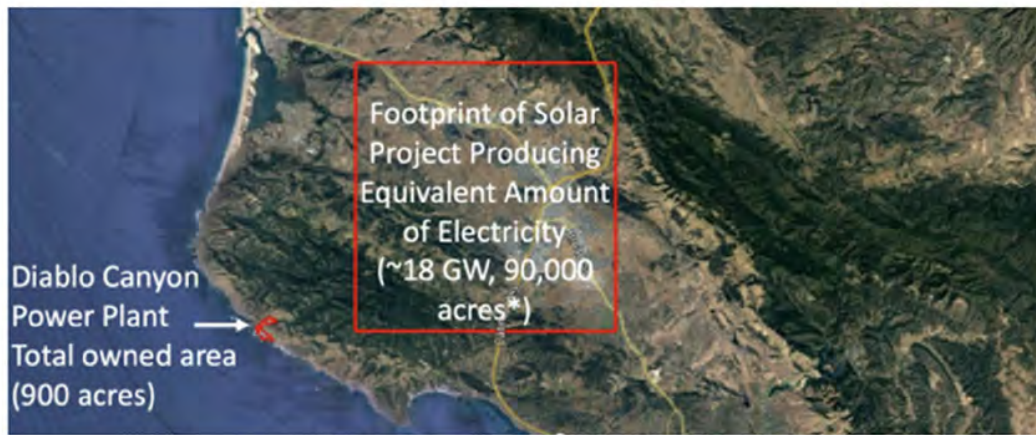 Footprint of Solar
Project Producing
Equivalent Amount
of Electricity
(~18 GW, 90,000
acres*)
Diablo Canyon
Power Plant
Total owned area
(900 acres)